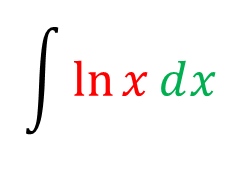 ∫ ln x dx